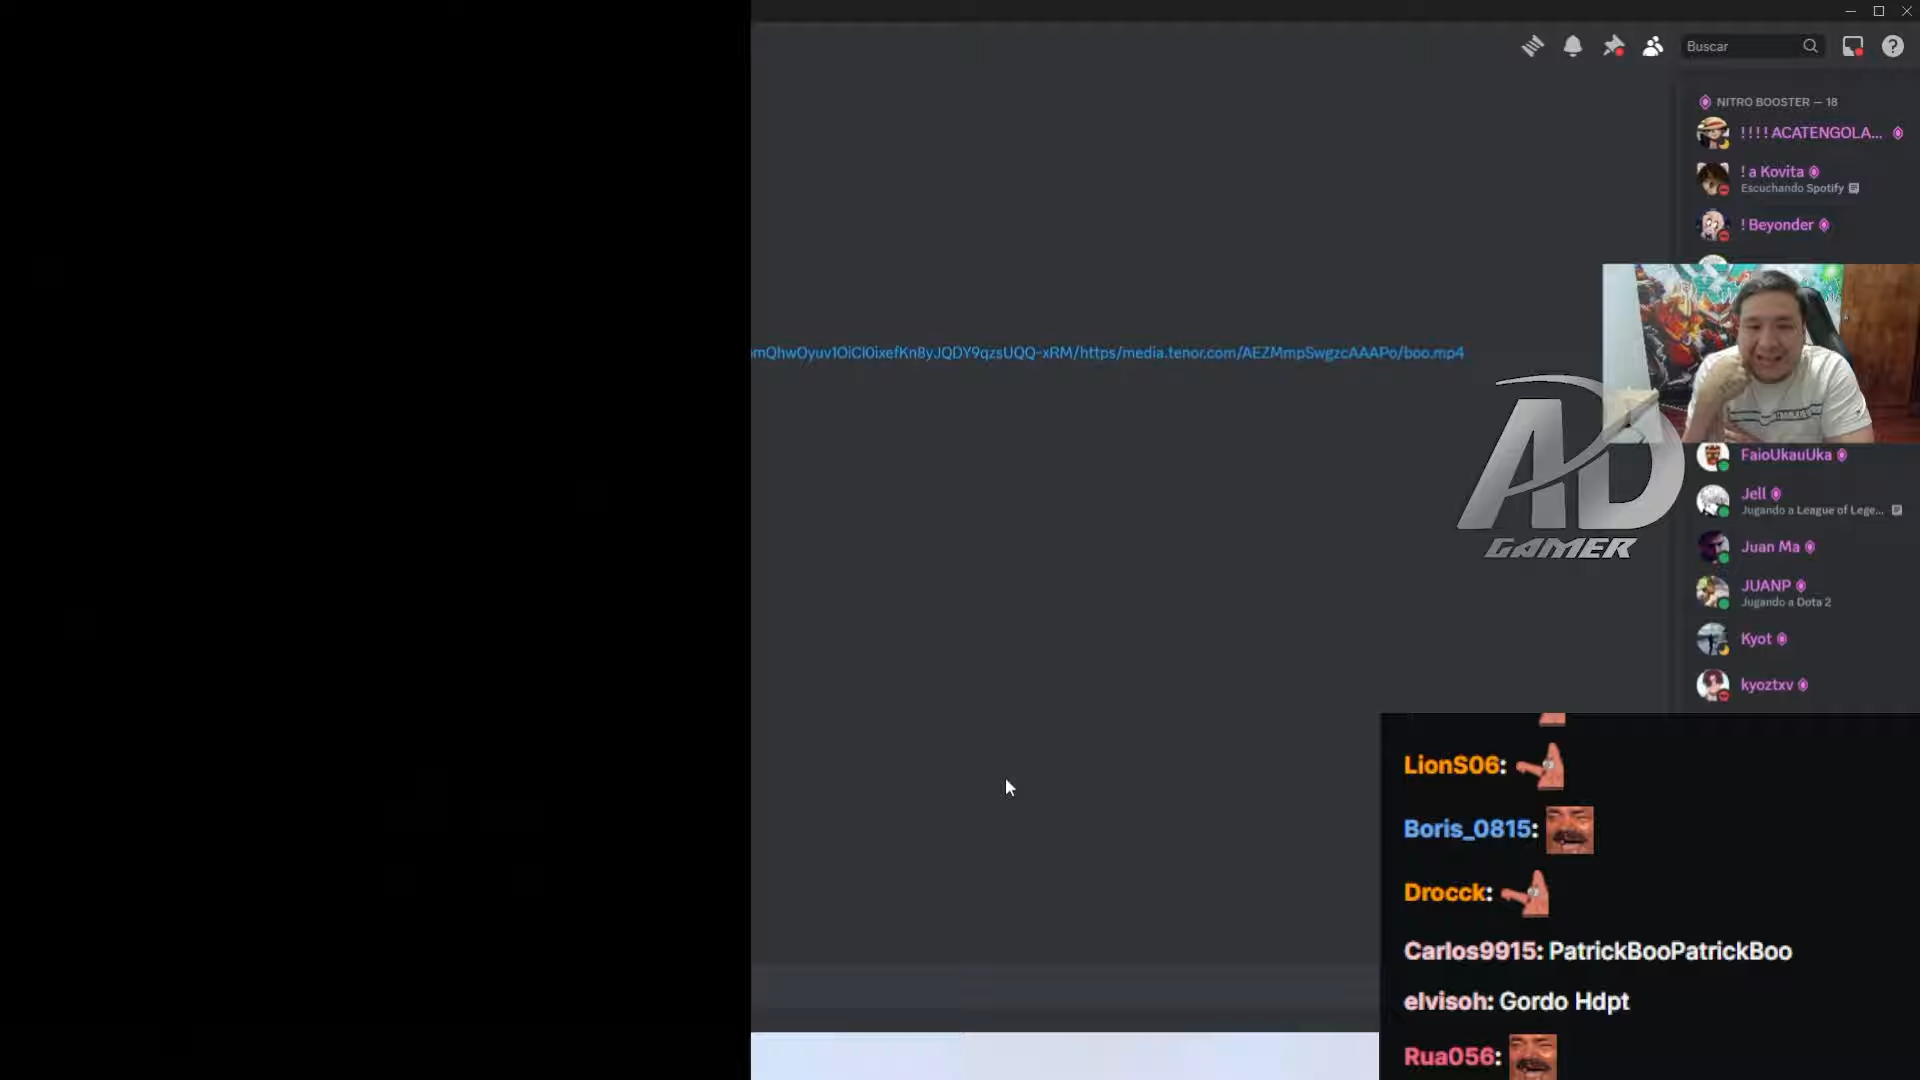 Buscar
NITRO BOOSTER — 18
!!!! ACATENGOLA...
! a Kovita
Escuchando Spotify
! Beyonder
mQhwOyuv1OiCl0ixefKn8yJQDY9qzsUQQ-xRM/https/media.tenor.com/AEZMmpSwgzcAAAPo/boo.mp4
AD
GAMER
FaioUkauUka
Jell
Jugando a League of Lege...
Juan Ma
JUANP
Jugando a Dota 2
Kyot
kyoztxv
LionS06:
Boris_0815:
Drocck:
Carlos9915: PatrickBooPatrickBoo
elvisoh: Gordo Hdpt
Rua056: